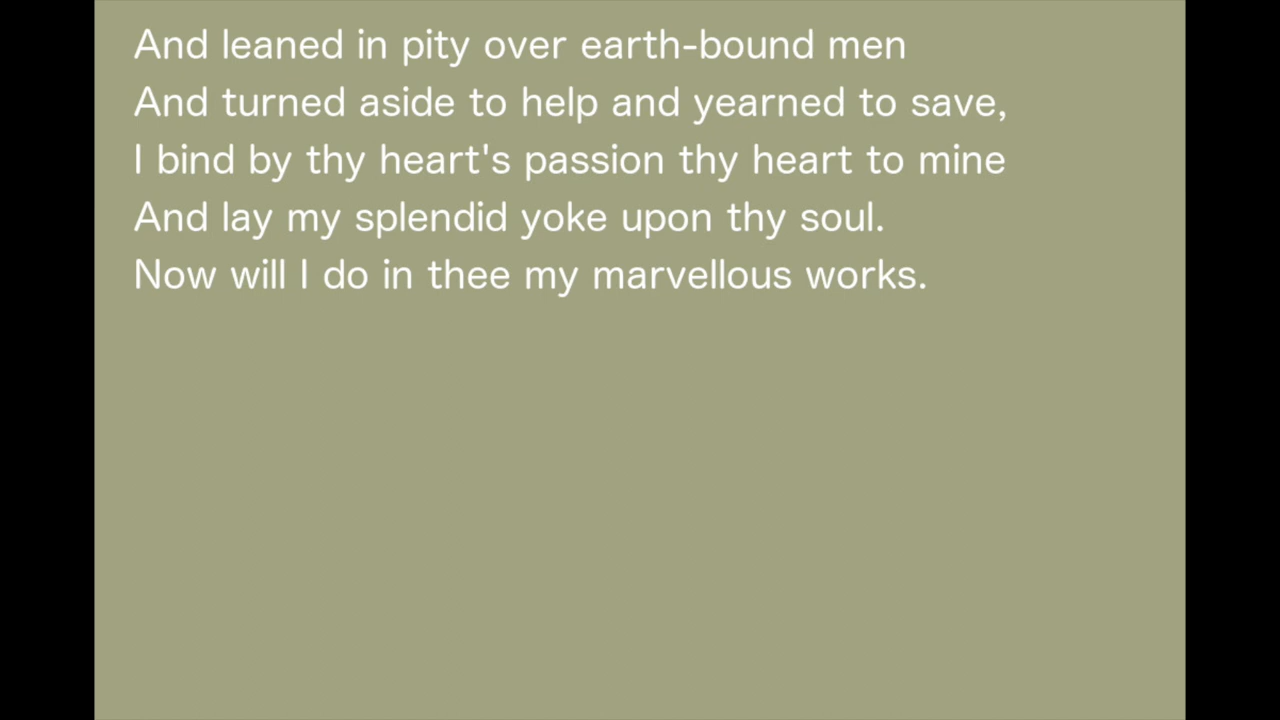 And leaned in pity over earth-bound men
And turned aside to help and yearned to save,
I bind by thy heart's passion thy heart to mine
And lay my splendid yoke upon thy soul.
Now will I do in thee my marvellous works.